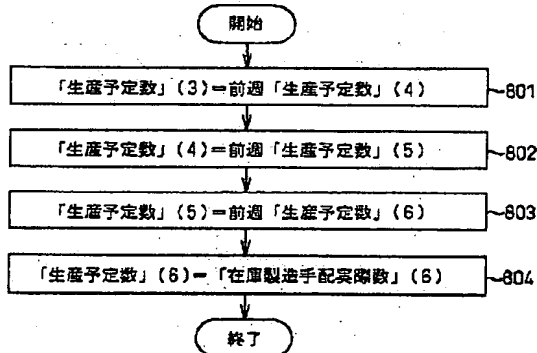 開始
「生産予定数」(3)=前週「生産予定数」(4) 801
「生産予定数」(4)=前週「生産予定数」(5) 802
「生産予定数」(5)=前週「生産予定数」(6) 803
「生産予定数」(6)=「在庫製造手配実際数」(6) 804
終了